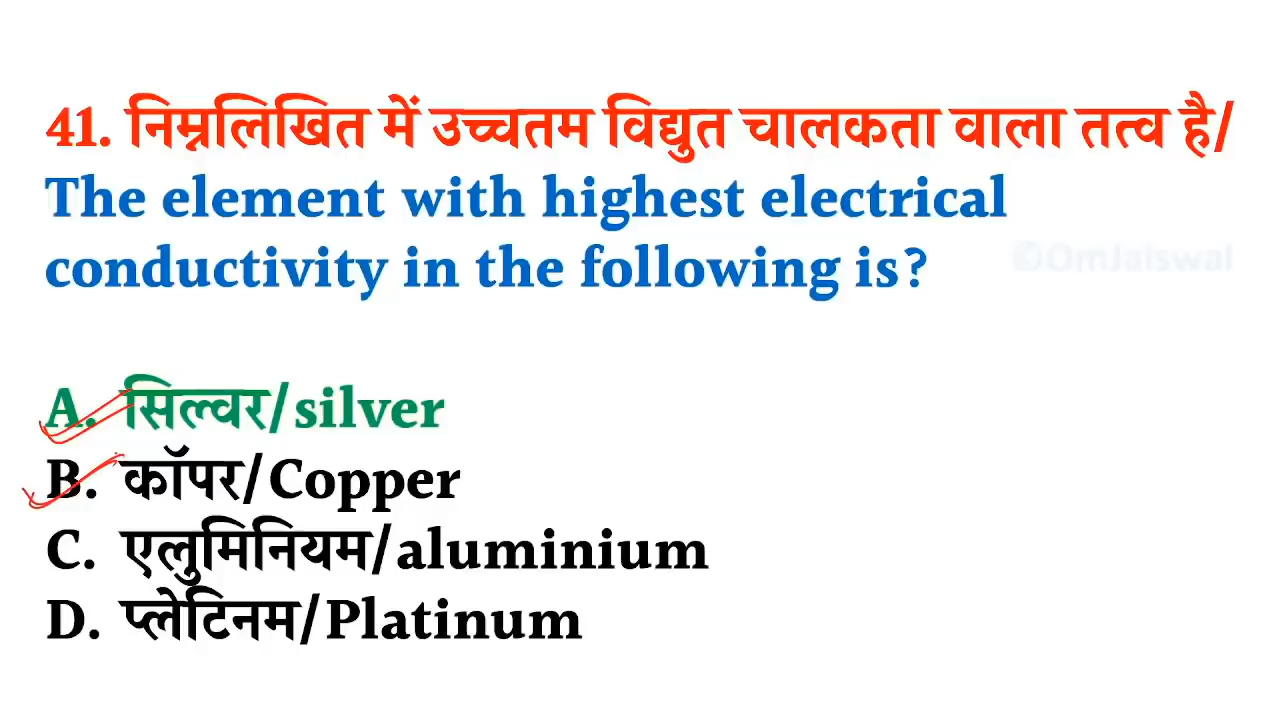 41. निम्नलिखित में उच्चतम विद्युत चालकता वाला तत्व है/
The element with highest electrical
conductivity in the following is?
©OmJaiswal
A. सिल्वर/silver
B. कॉपर/Copper
C. एलुमिनियम/aluminium
D. प्लेटिनम/Platinum